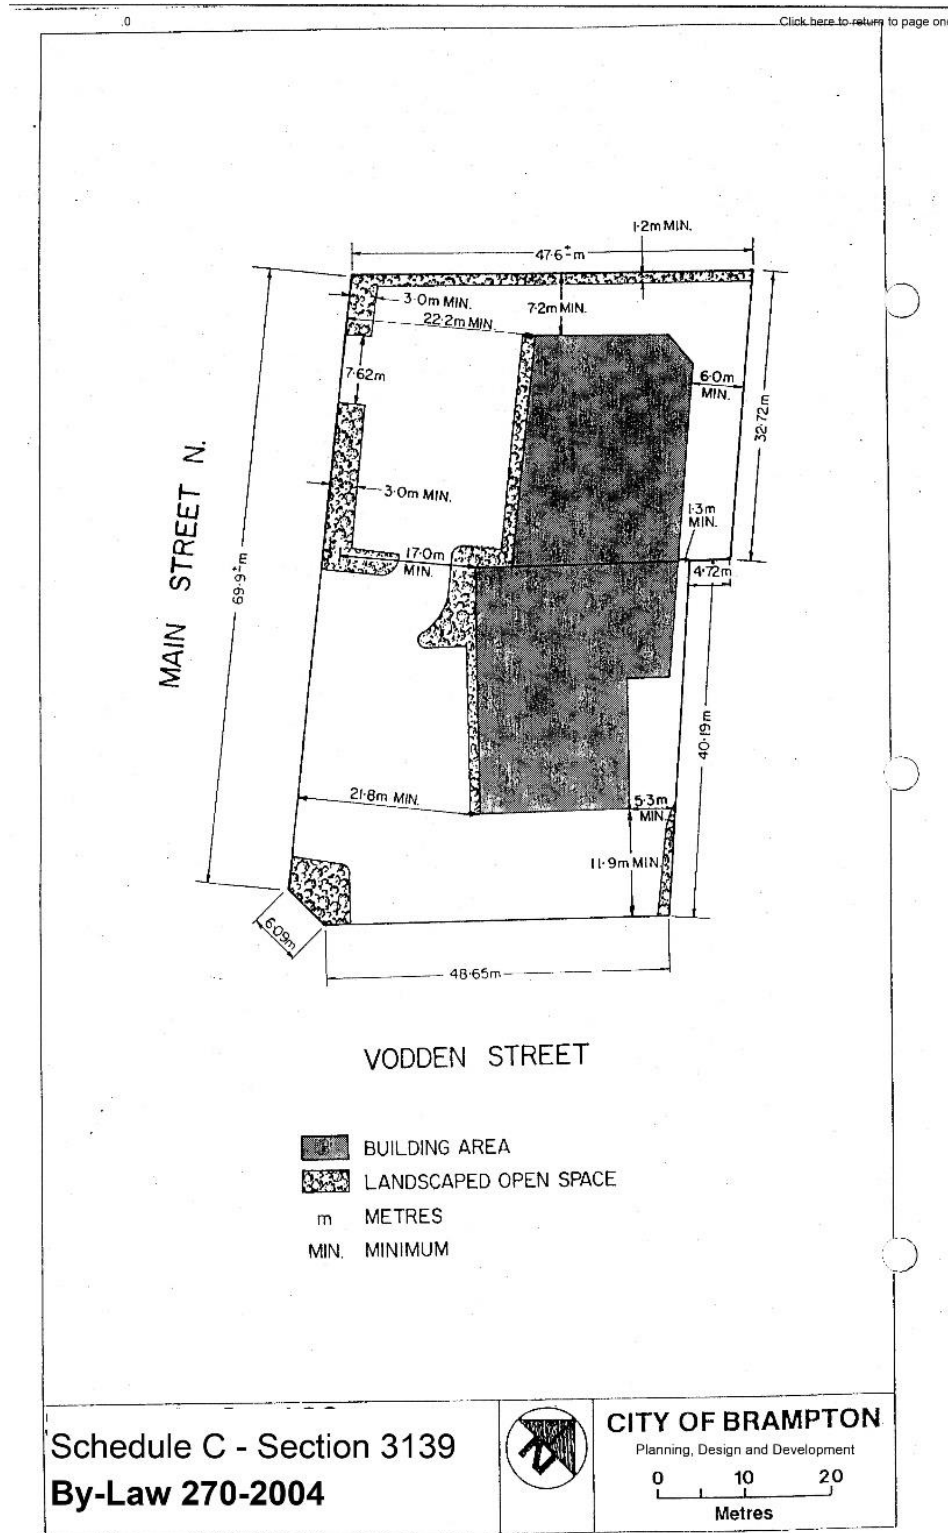 .0
Click here to return to page one
1·2m MIN.
47·6±m
3·0m MIN.
7·2m MIN.
22·2m MIN
7·62m
6·0m
MIN.
32·72m
MAIN STREET N.
69·9±m
3·0m MIN.
1·3m
MIN.
17·0m
MIN.
4·72m
40·19m
21·8m MIN.
5·3m
MIN.
11·9m MIN.
6·09m
48·65m
VODDEN STREET
BUILDING AREA
LANDSCAPED OPEN SPACE
m METRES
MIN. MINIMUM
Schedule C - Section 3139
By-Law 270-2004
Z
CITY OF BRAMPTON
Planning, Design and Development
0 10 20
Metres